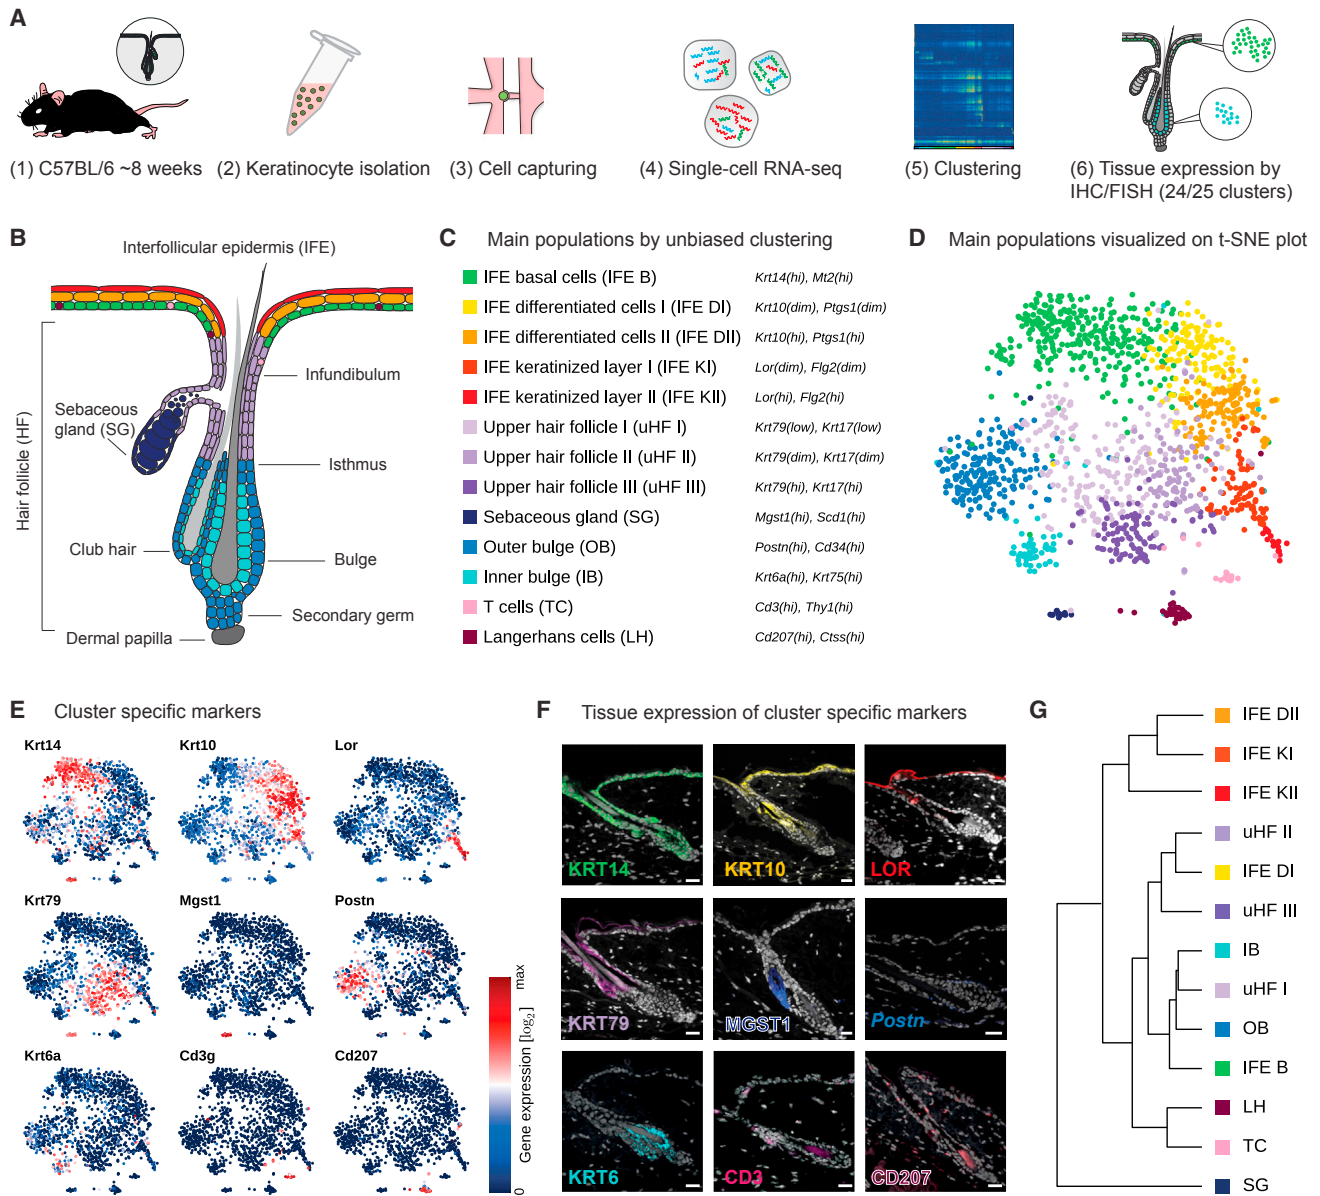 A
(1) C57BL/6 ~8 weeks
(2) Keratinocyte isolation
(3) Cell capturing
(4) Single-cell RNA-seq
(5) Clustering
(6) Tissue expression by
IHC/FISH (24/25 clusters)
B
Interfollicular epidermis (IFE)
Hair follicle (HF)
Infundibulum
Sebaceous
gland (SG)
Isthmus
Club hair
Bulge
Secondary germ
Dermal papilla
C
Main populations by unbiased clustering
IFE basal cells (IFE B) Krt14(hi), Mt2(hi)
IFE differentiated cells I (IFE DI) Krt10(dim), Ptgs1(dim)
IFE differentiated cells II (IFE DII) Krt10(hi), Ptgs1(hi)
IFE keratinized layer I (IFE KI) Lor(dim), Flg2(dim)
IFE keratinized layer II (IFE KII) Lor(hi), Flg2(hi)
Upper hair follicle I (uHF I) Krt79(low), Krt17(low)
Upper hair follicle II (uHF II) Krt79(dim), Krt17(dim)
Upper hair follicle III (uHF III) Krt79(hi), Krt17(hi)
Sebaceous gland (SG) Mgst1(hi), Scd1(hi)
Outer bulge (OB) Postn(hi), Cd34(hi)
Inner bulge (IB) Krt6a(hi), Krt75(hi)
T cells (TC) Cd3(hi), Thy1(hi)
Langerhans cells (LH) Cd207(hi), Ctss(hi)
D
Main populations visualized on t-SNE plot
E
Cluster specific markers
Krt14
Krt10
Lor
Krt79
Mgst1
Postn
Krt6a
Cd3g
Cd207
0
Gene expression [log2]
max
F
Tissue expression of cluster specific markers
KRT14
KRT10
LOR
KRT79
MGST1
Postn
KRT6
CD3
CD207
G
IFE DII
IFE KI
IFE KII
uHF II
IFE DI
uHF III
IB
uHF I
OB
IFE B
LH
TC
SG